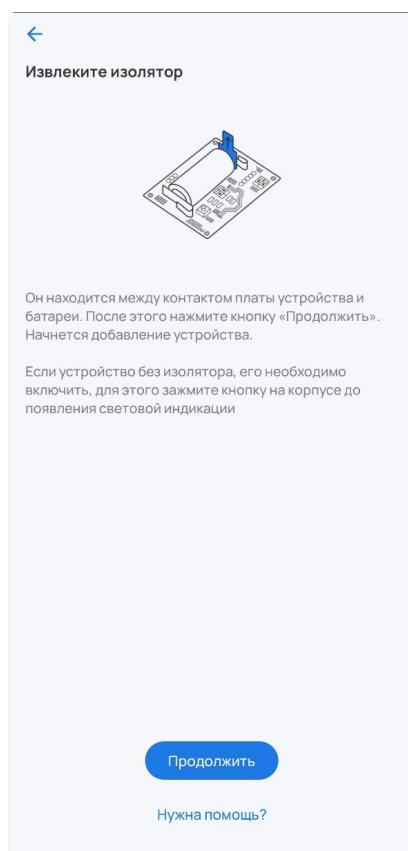 Извлеките изолятор
Он находится между контактом платы устройства и
батареи. После этого нажмите кнопку «Продолжить».
Начнется добавление устройства.
Если устройство без изолятора, его необходимо
включить, для этого зажмите кнопку на корпусе до
появления световой индикации
Продолжить
Нужна помощь?